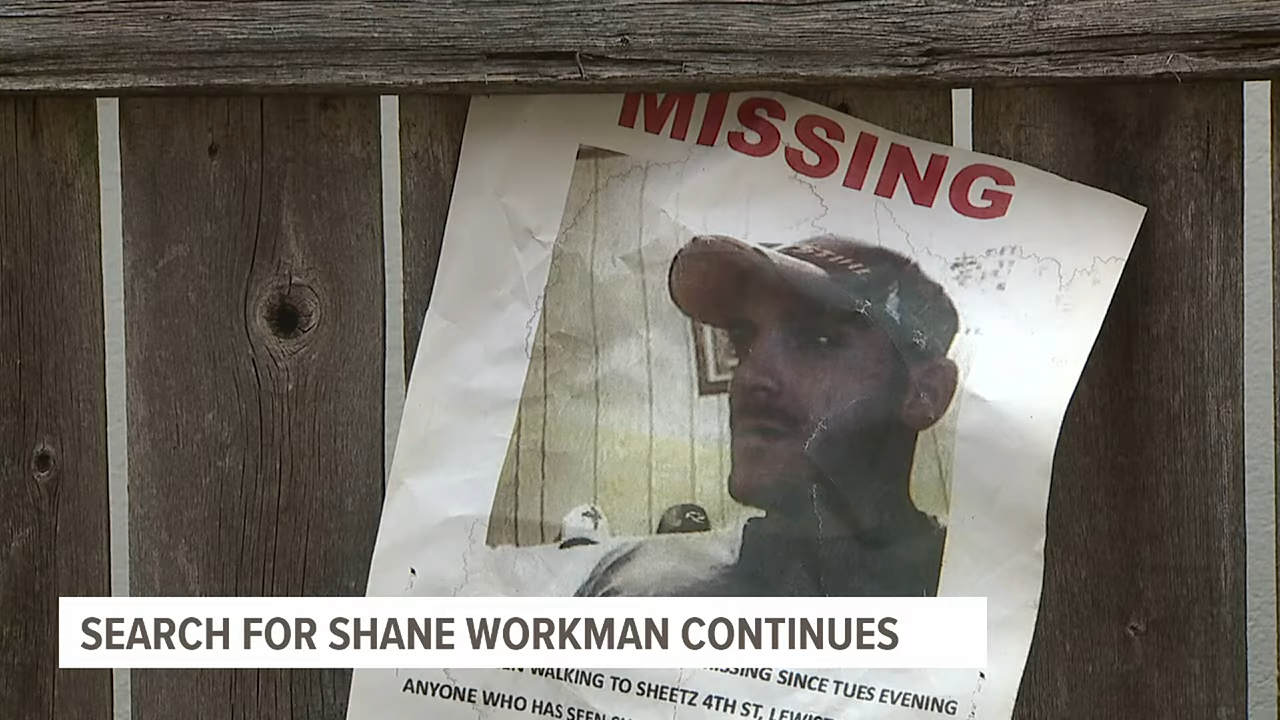 MISSING
STIHL
SEARCH FOR SHANE WORKMAN CONTINUES
MISSING SINCE TUES EVENING
WALKING TO SHEETZ 4TH ST,
ANYONE WHO HAS SEEN